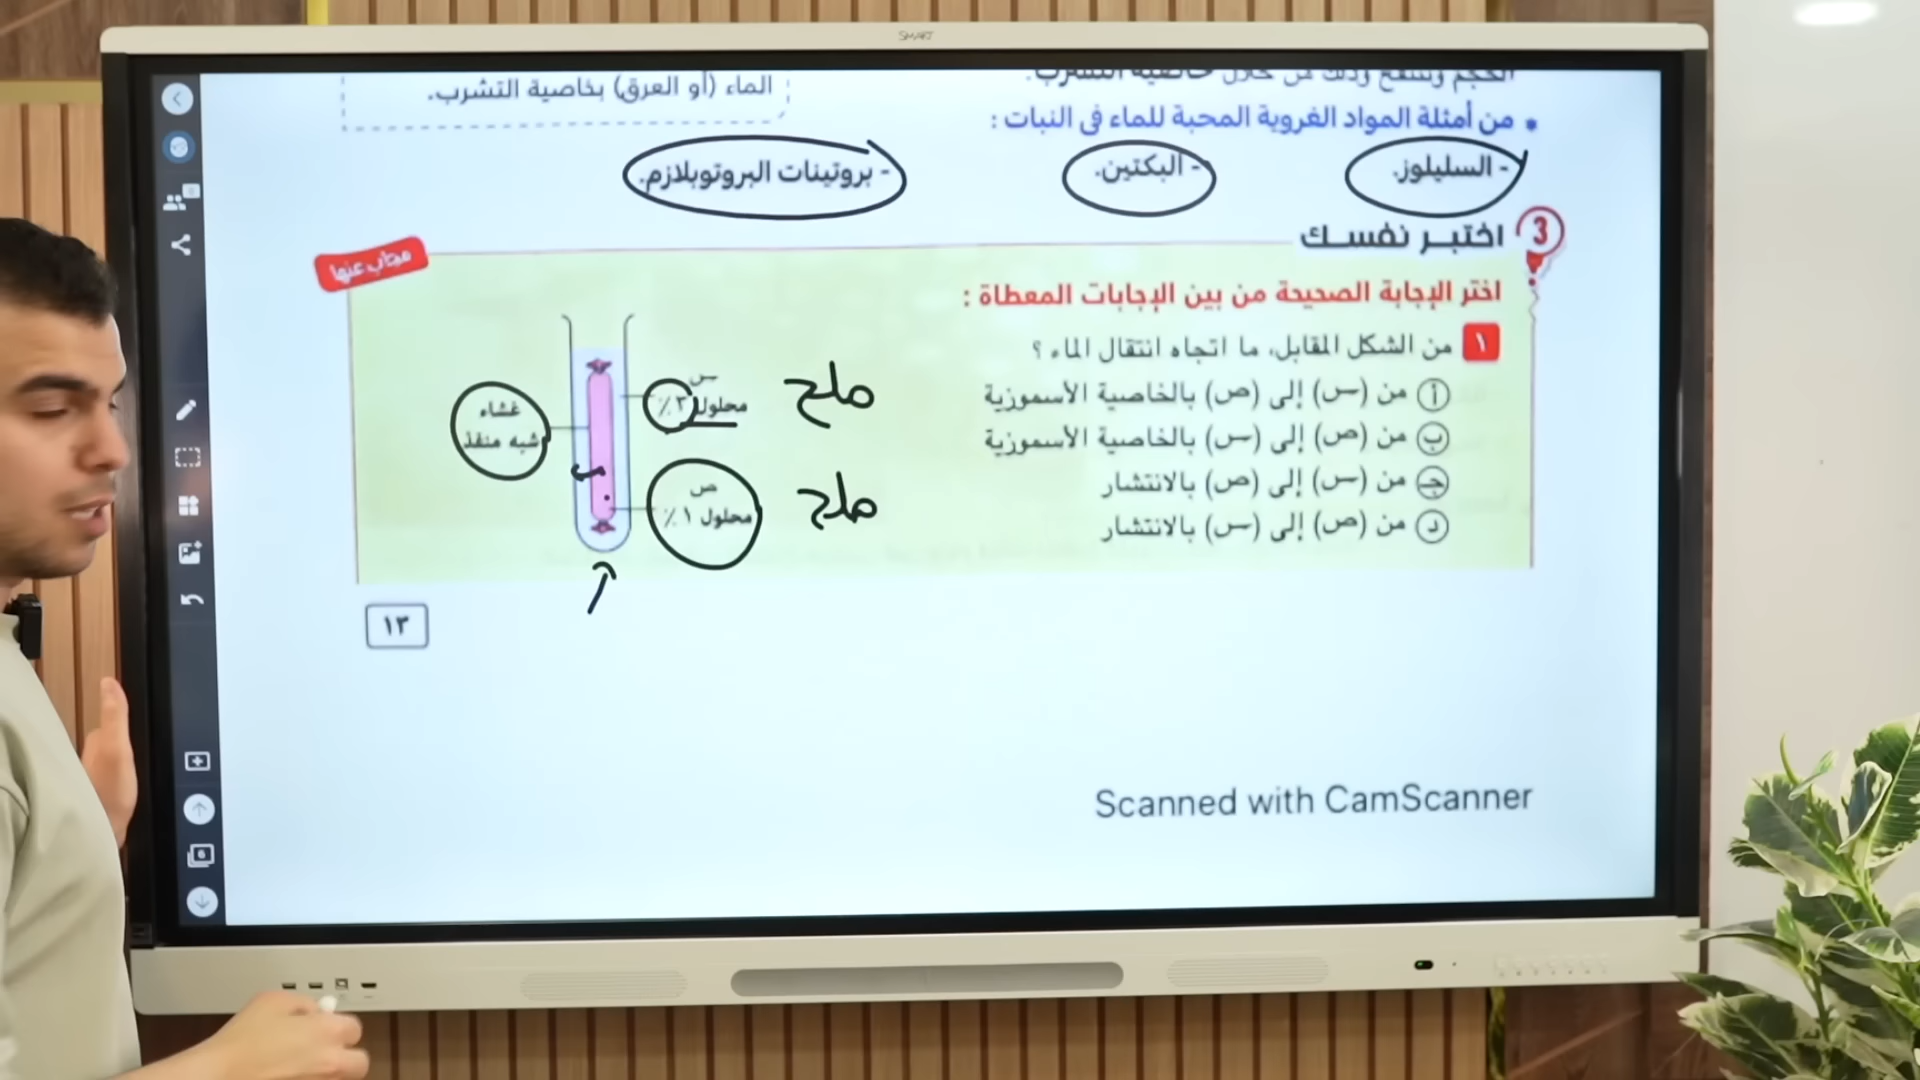 SMART
الماء (أو العرق) بخاصية التشرب.
• من أمثلة المواد الغروية المحبة للماء فى النبات :
- السليلوز.
- البكتين.
- بروتينات البروتوبلازم.
3 اختبر نفسك
مجاب عنها
اختر الإجابة الصحيحة من بين الإجابات المعطاة :
١ من الشكل المقابل، ما اتجاه انتقال الماء ؟
أ من (س) إلى (ص) بالخاصية الأسموزية
ب من (ص) إلى (س) بالخاصية الأسموزية
جـ من (س) إلى (ص) بالانتشار
د من (ص) إلى (س) بالانتشار
س
محلول ٣٪
ملح
غشاء
شبه منفذ
ص
محلول ١٪
ملح
١٣
Scanned with CamScanner